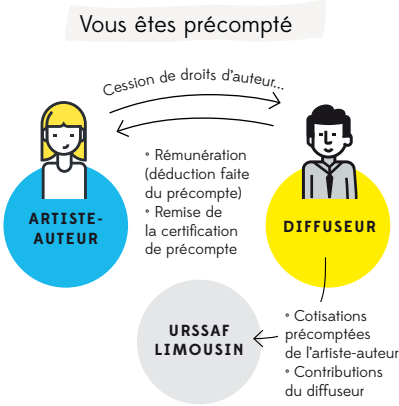 Vous êtes précompté
Cession de droits d'auteur...
° Rémunération
(déduction faite
du précompte)
° Remise de
la certification
de précompte
ARTISTE-
AUTEUR
DIFFUSEUR
URSSAF
LIMOUSIN
° Cotisations
précomptées
de l'artiste-auteur
° Contributions
du diffuseur